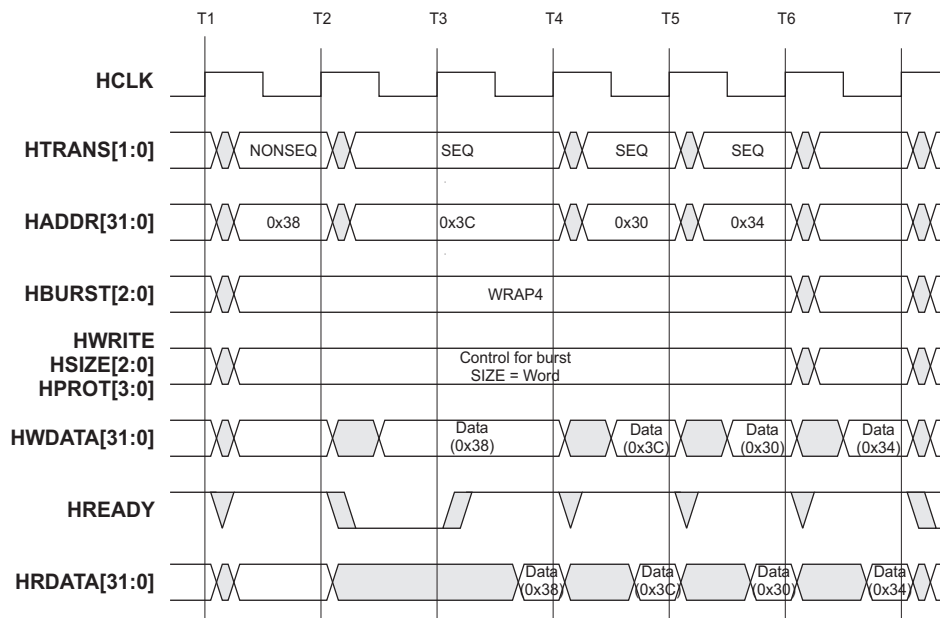 T1 T2 T3 T4 T5 T6 T7
HCLK
HTRANS[1:0] NONSEQ SEQ SEQ SEQ
HADDR[31:0] 0x38 0x3C 0x30 0x34
HBURST[2:0] WRAP4
HWRITE
HSIZE[2:0]
HPROT[3:0]
Control for burst
SIZE = Word
HWDATA[31:0]
Data
(0x38)
Data
(0x3C)
Data
(0x30)
Data
(0x34)
HREADY
HRDATA[31:0]
Data
(0x38)
Data
(0x3C)
Data
(0x30)
Data
(0x34)